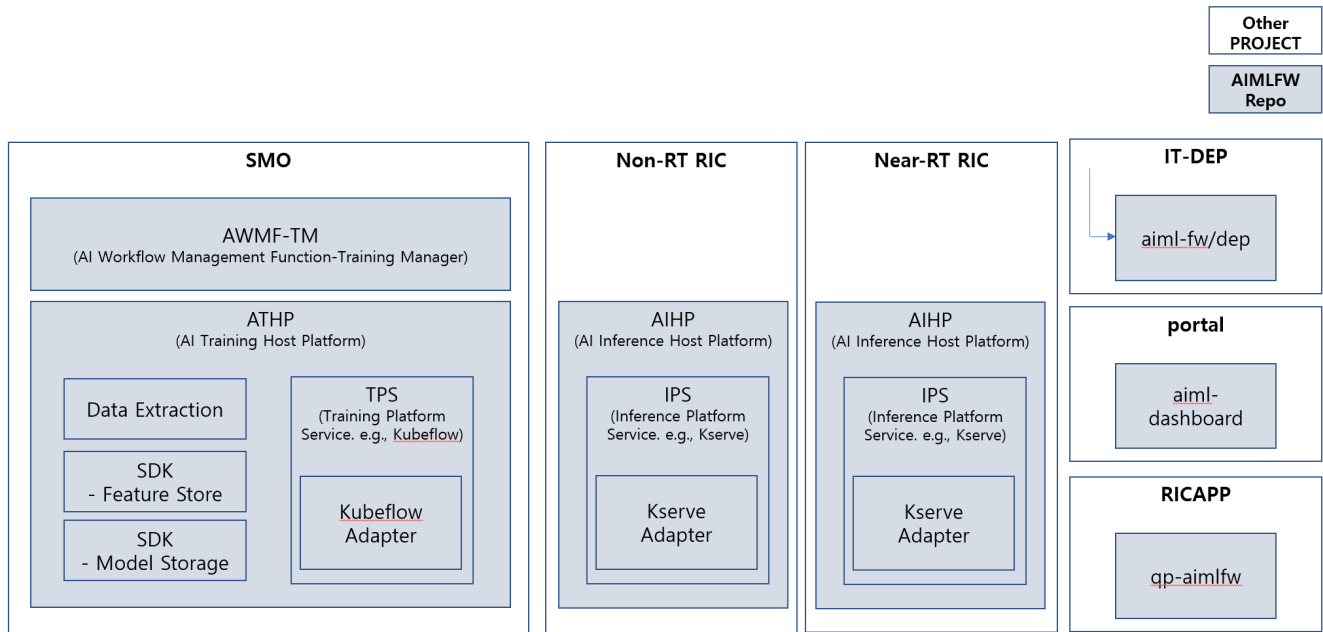 Other
PROJECT
AIMLFW
Repo
SMO
AWMF-TM
(AI Workflow Management Function-Training Manager)
ATHP
(AI Training Host Platform)
Data Extraction
SDK
- Feature Store
SDK
- Model Storage
TPS
(Training Platform
Service. e.g., Kubeflow)
Kubeflow
Adapter
Non-RT RIC
AIHP
(AI Inference Host Platform)
IPS
(Inference Platform
Service. e.g., Kserve)
Kserve
Adapter
Near-RT RIC
AIHP
(AI Inference Host Platform)
IPS
(Inference Platform
Service. e.g., Kserve)
Kserve
Adapter
IT-DEP
aiml-fw/dep
portal
aiml-
dashboard
RICAPP
qp-aimlfw